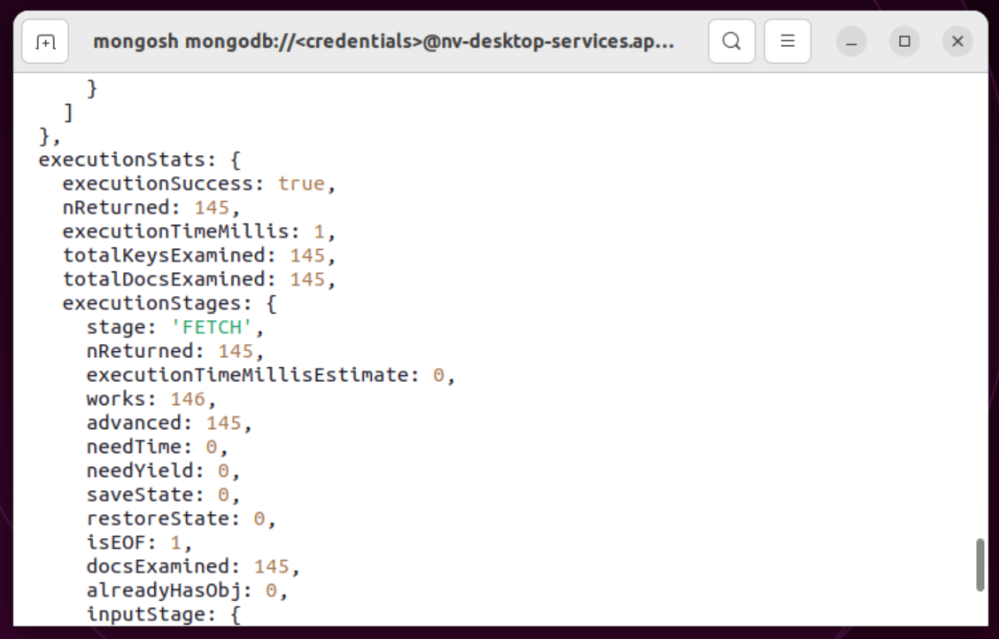 mongosh mongodb://<credentials>@nv-desktop-services.ap...
}
]
},
executionStats: {
executionSuccess: true,
nReturned: 145,
executionTimeMillis: 1,
totalKeysExamined: 145,
totalDocsExamined: 145,
executionStages: {
stage: 'FETCH',
nReturned: 145,
executionTimeMillisEstimate: 0,
works: 146,
advanced: 145,
needTime: 0,
needYield: 0,
saveState: 0,
restoreState: 0,
isEOF: 1,
docsExamined: 145,
alreadyHasObj: 0,
inputStage: {